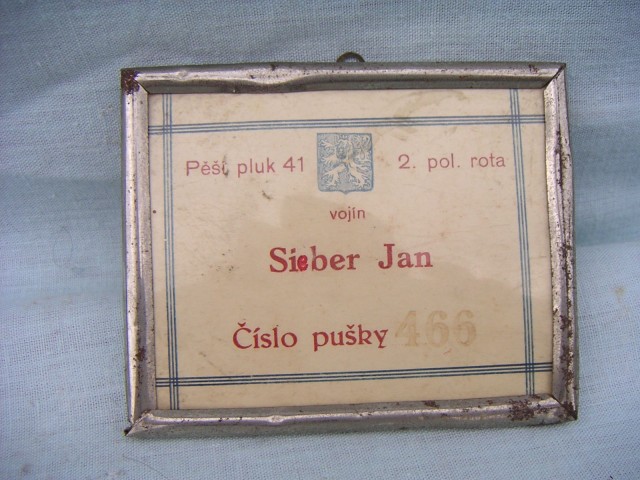 Pěší pluk 41 2. pol. rota
vojín
Sieber Jan
Číslo pušky 466